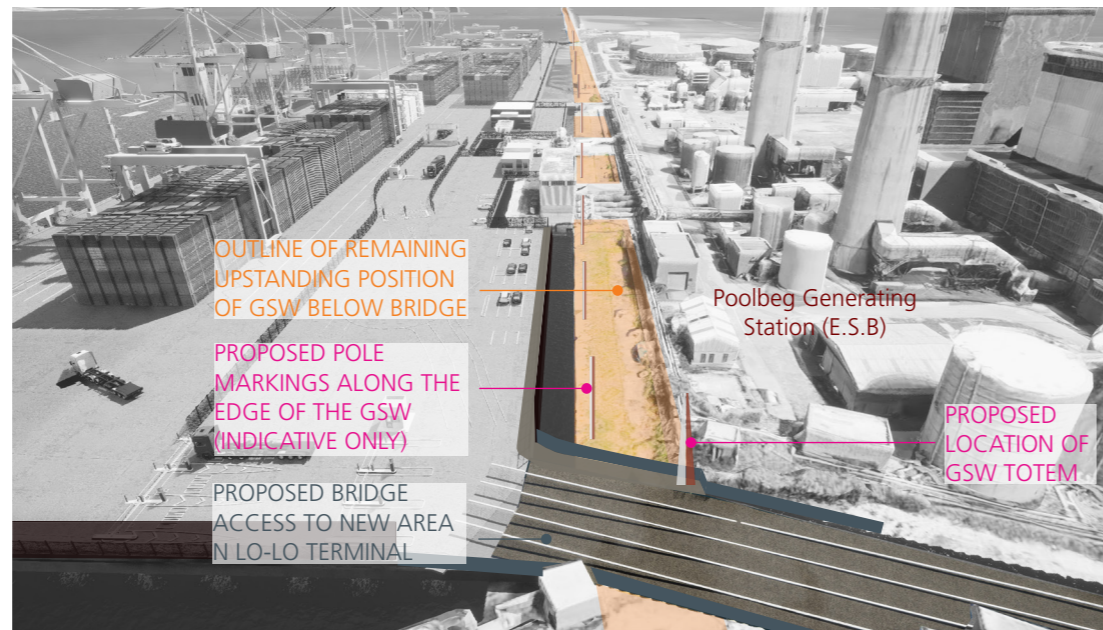 OUTLINE OF REMAINING
UPSTANDING POSITION
OF GSW BELOW BRIDGE
Poolbeg Generating
Station (E.S.B)
PROPOSED POLE
MARKINGS ALONG THE
EDGE OF THE GSW
(INDICATIVE ONLY)
PROPOSED
LOCATION OF
GSW TOTEM
PROPOSED BRIDGE
ACCESS TO NEW AREA
N LO-LO TERMINAL